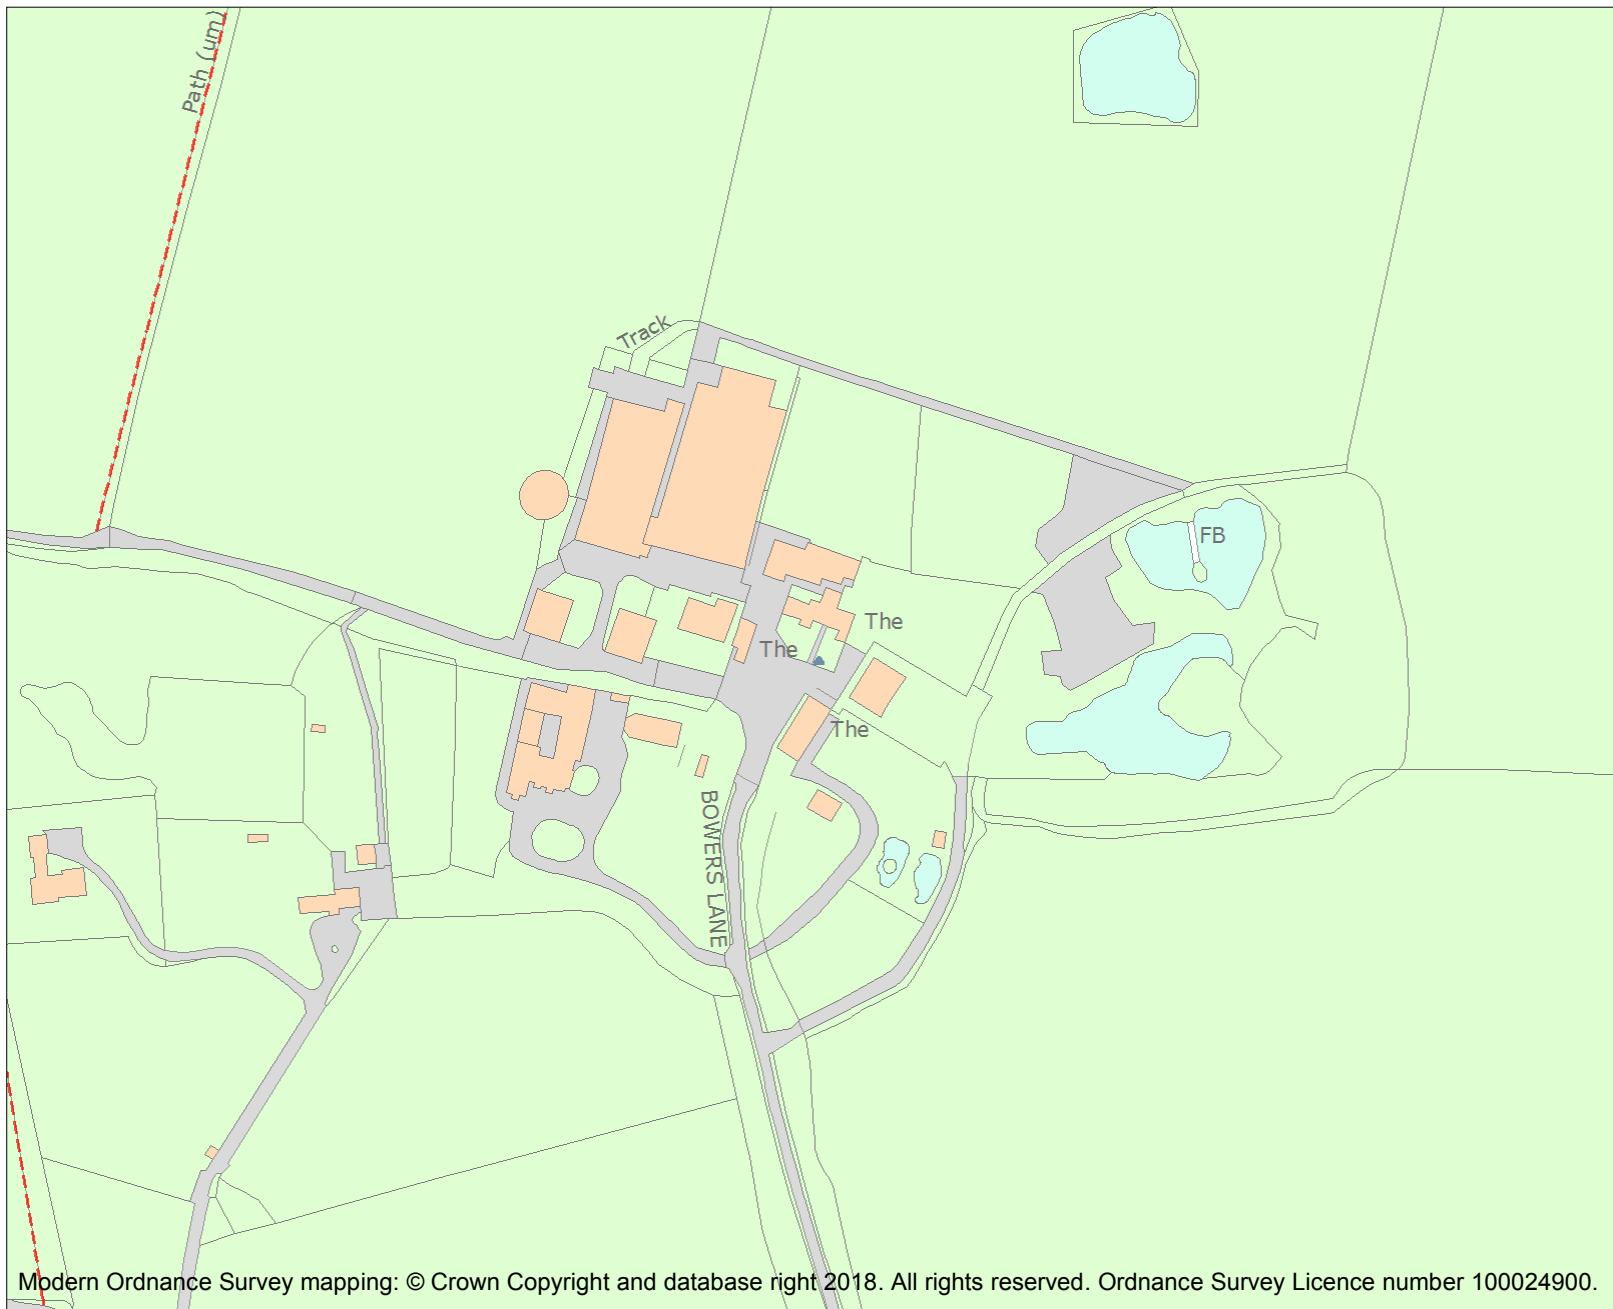 Path (um)
Track
FB
The
The
The
BOWERS LANE
Modern Ordnance Survey mapping: © Crown Copyright and database right 2018. All rights reserved. Ordnance Survey Licence number 100024900.